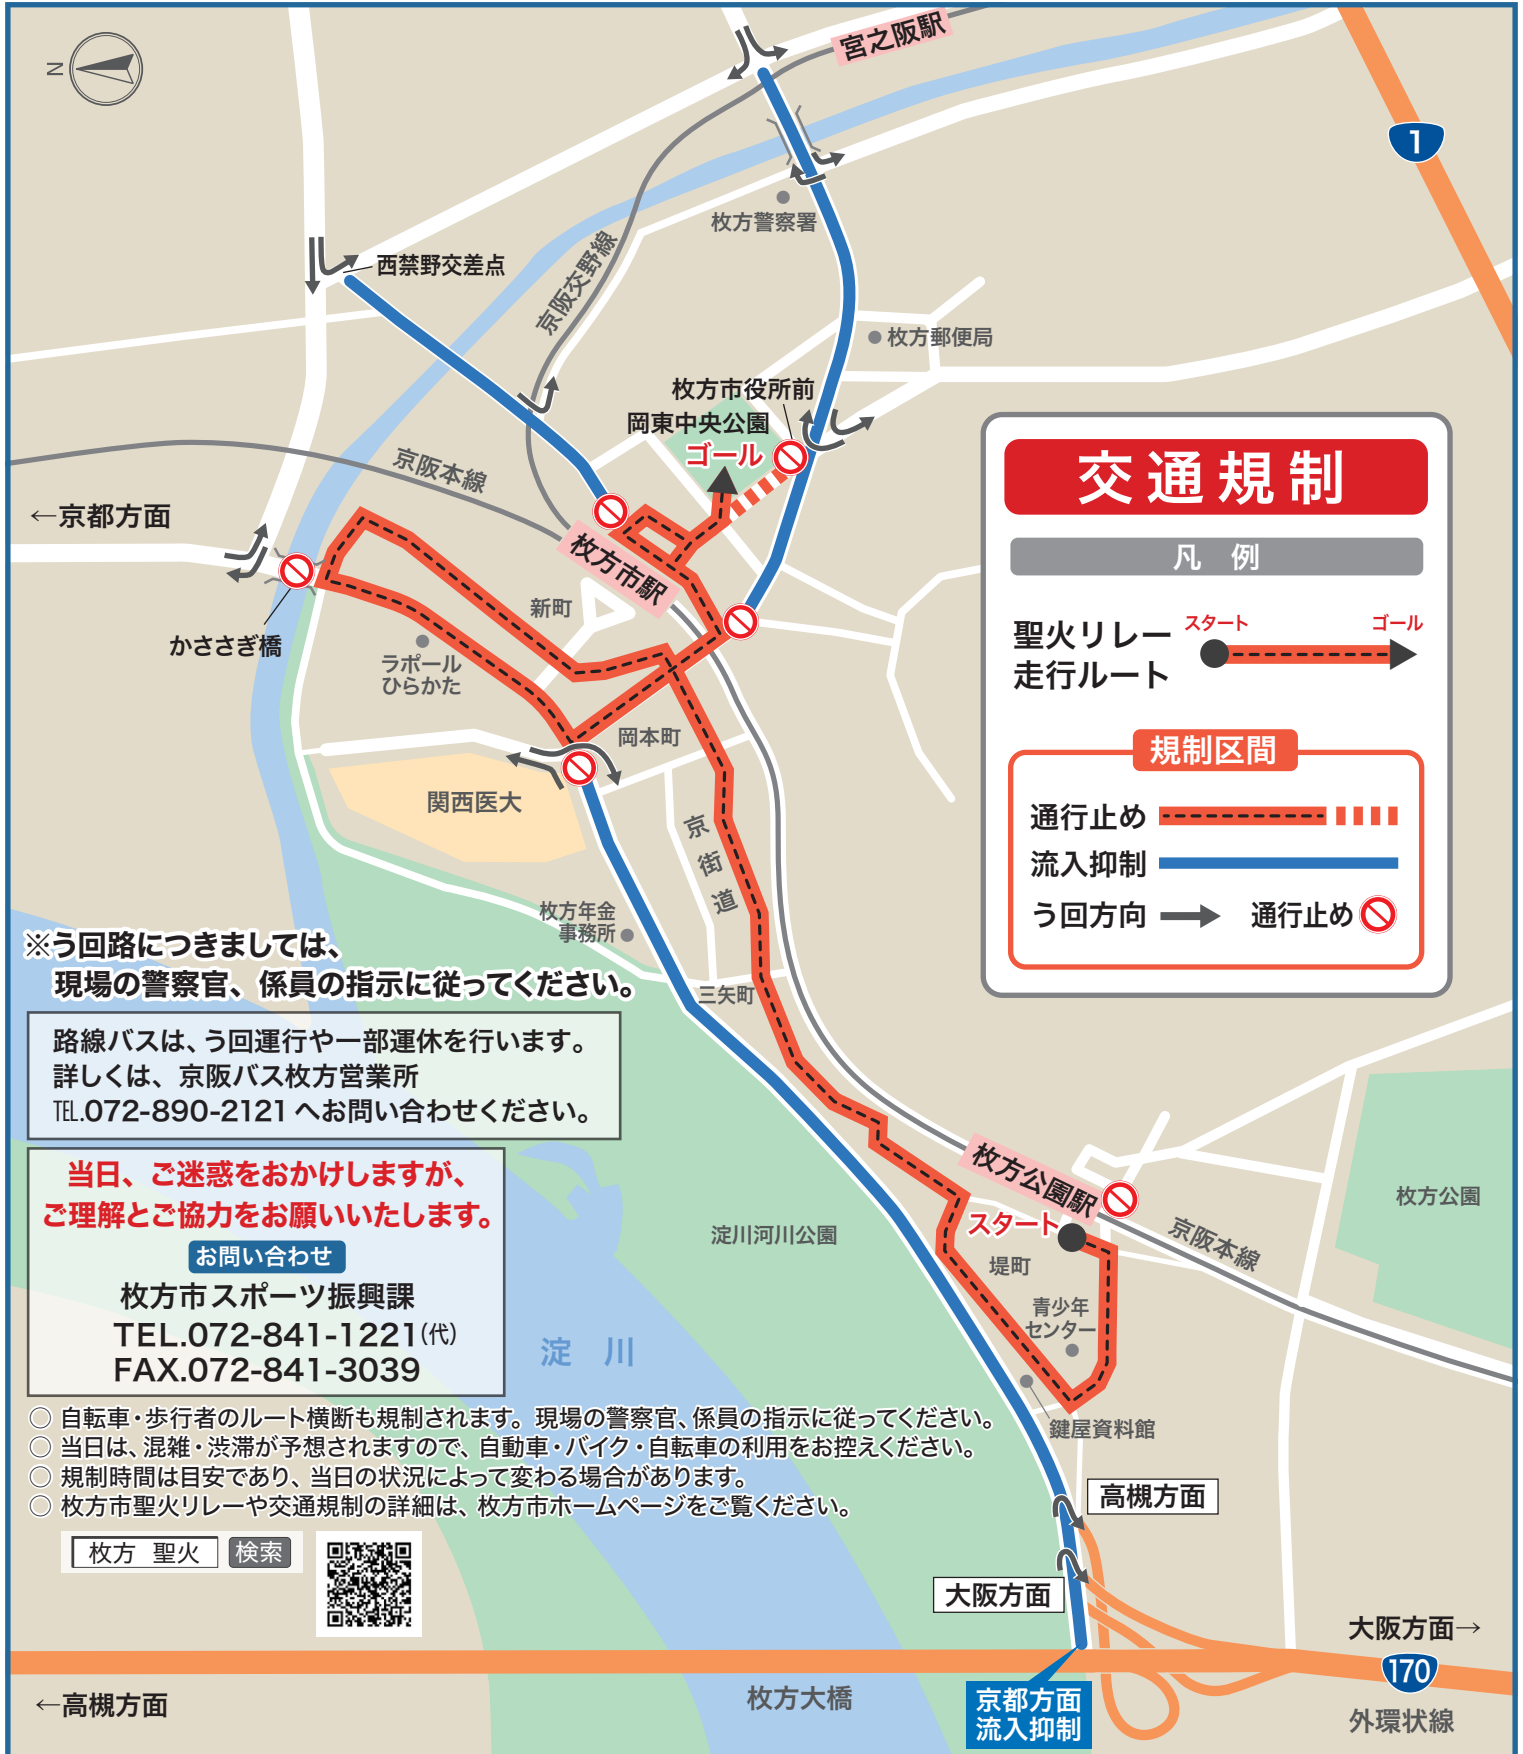 N
宮之阪駅
1
枚方警察署
西禁野交差点
京阪交野線
枚方郵便局
枚方市役所前
岡東中央公園
ゴール
京阪本線
←京都方面
枚方市駅
新町
かささぎ橋
ラポール
ひらかた
岡本町
関西医大
京街道
枚方年金
事務所
三矢町
交通規制
凡 例
聖火リレー
走行ルート
スタート
ゴール
規制区間
通行止め
流入抑制
う回方向
通行止め
※う回路につきましては、
現場の警察官、係員の指示に従ってください。
路線バスは、う回運行や一部運休を行います。
詳しくは、京阪バス枚方営業所
℡.072-890-2121 へお問い合わせください。
当日、ご迷惑をおかけしますが、
ご理解とご協力をお願いいたします。
お問い合わせ
枚方市スポーツ振興課
TEL.072-841-1221(代)
FAX.072-841-3039
淀川河川公園
淀 川
枚方公園駅
スタート
京阪本線
枚方公園
堤町
青少年
センター
鍵屋資料館
○ 自転車・歩行者のルート横断も規制されます。現場の警察官、係員の指示に従ってください。
○ 当日は、混雑・渋滞が予想されますので、自動車・バイク・自転車の利用をお控えください。
○ 規制時間は目安であり、当日の状況によって変わる場合があります。
○ 枚方市聖火リレーや交通規制の詳細は、枚方市ホームページをご覧ください。
枚方 聖火 検索
高槻方面
大阪方面
大阪方面→
170
外環状線
←高槻方面
枚方大橋
京都方面
流入抑制